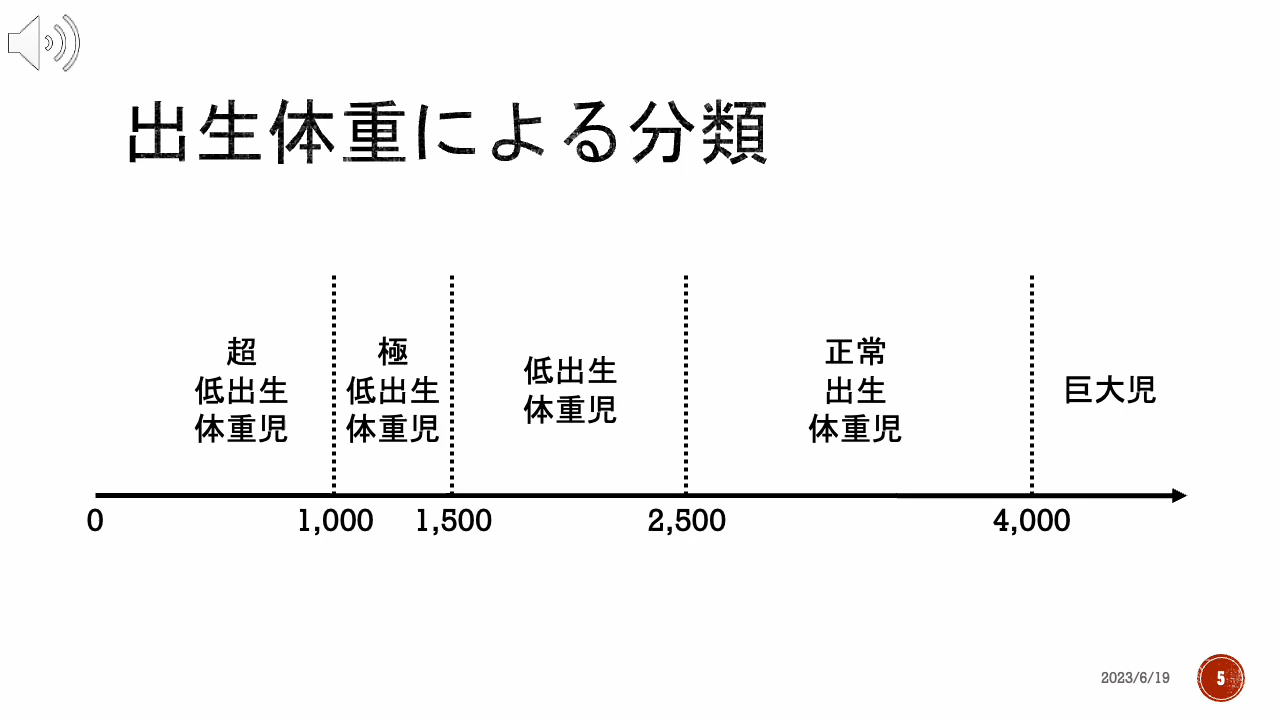 出生体重による分類
超
低出生
体重児
極
低出生
体重児
低出生
体重児
正常
出生
体重児
巨大児
0
1,000
1,500
2,500
4,000
2023/6/19
5